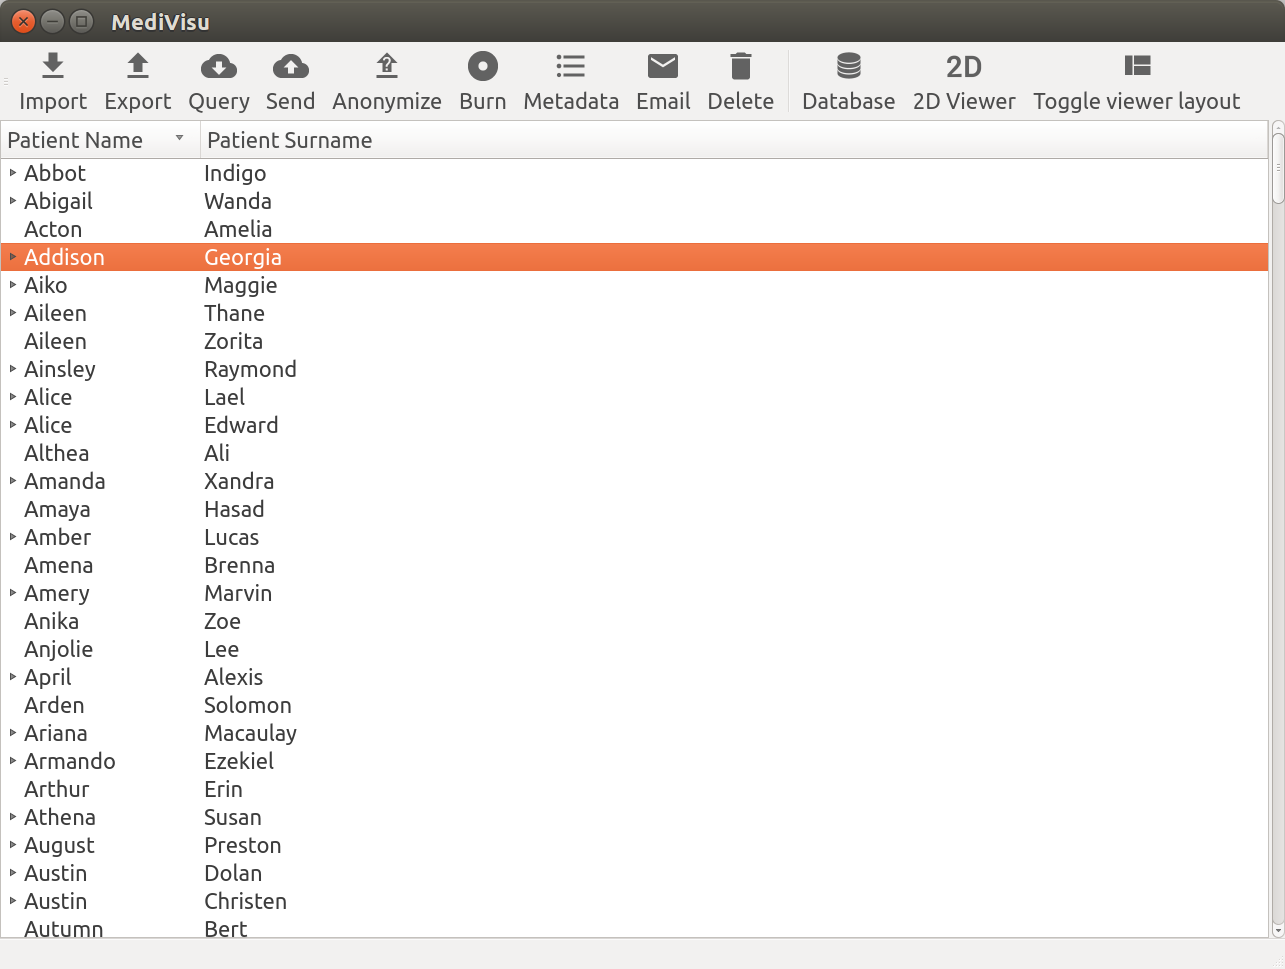 MediVisu
Import Export Query Send Anonymize Burn Metadata Email Delete Database 2D 2D Viewer Toggle viewer layout
Patient Name Patient Surname
Abbot Indigo
Abigail Wanda
Acton Amelia
Addison Georgia
Aiko Maggie
Aileen Thane
Aileen Zorita
Ainsley Raymond
Alice Lael
Alice Edward
Althea Ali
Amanda Xandra
Amaya Hasad
Amber Lucas
Amena Brenna
Amery Marvin
Anika Zoe
Anjolie Lee
April Alexis
Arden Solomon
Ariana Macaulay
Armando Ezekiel
Arthur Erin
Athena Susan
August Preston
Austin Dolan
Austin Christen
Autumn Bert